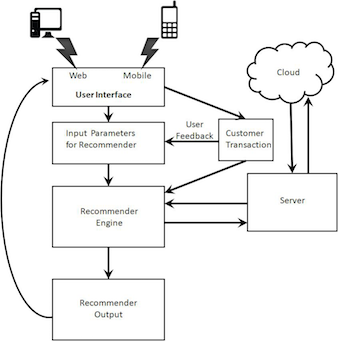 Web Mobile
User Interface
Cloud
Input Parameters
for Recommender
User
Feedback
Customer
Transaction
Recommender
Engine
Server
Recommender
Output